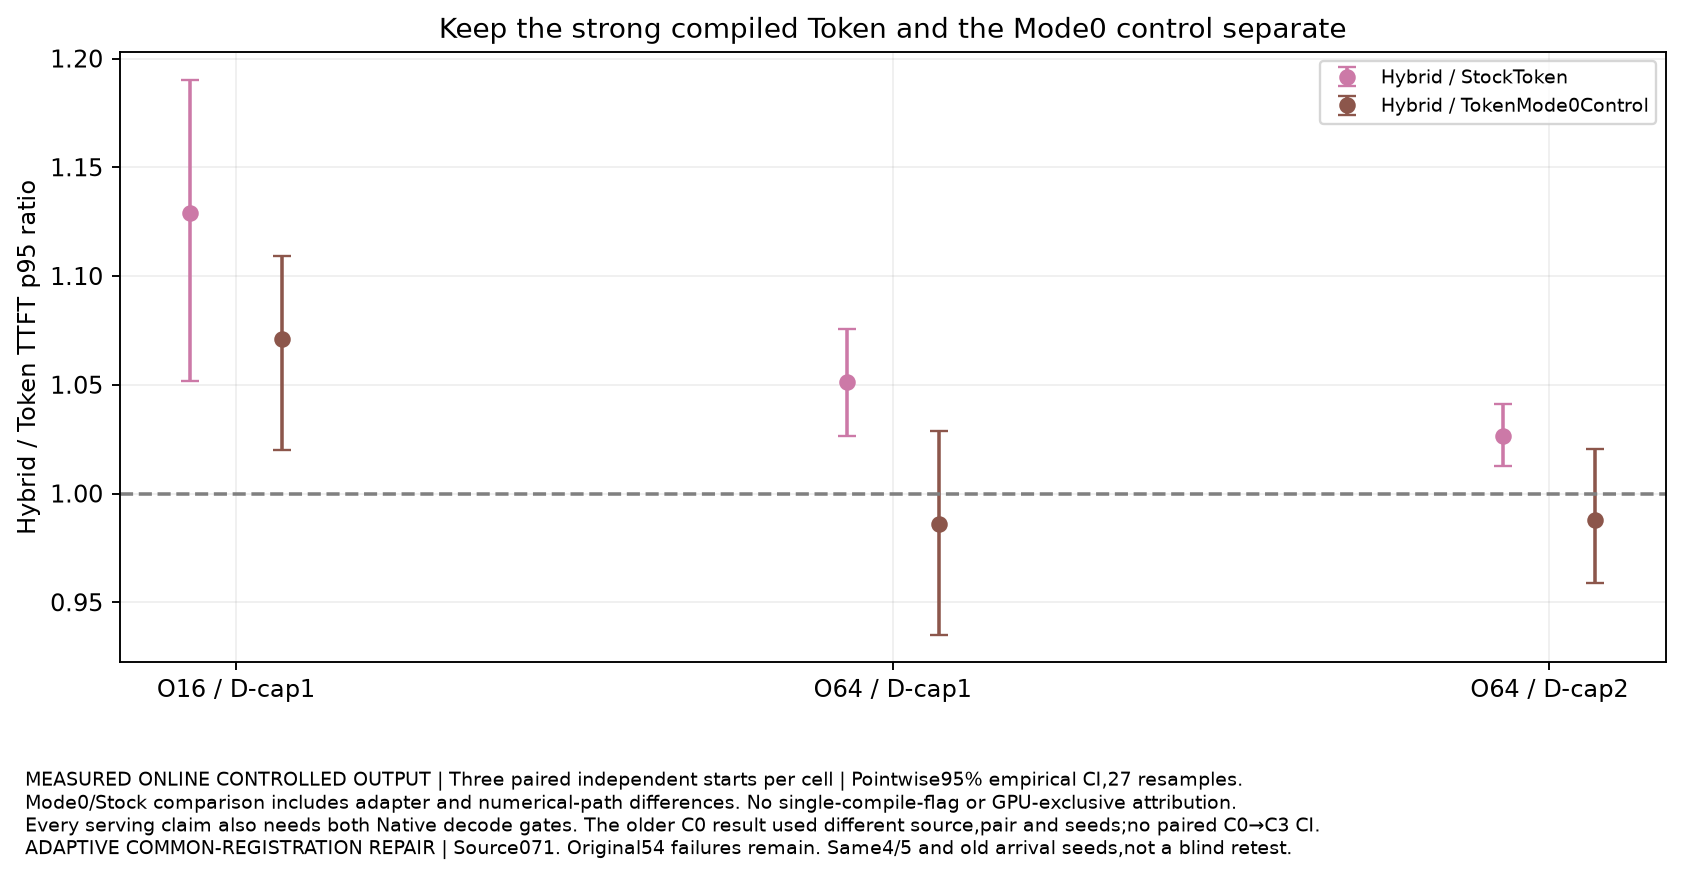 Keep the strong compiled Token and the Mode0 control separate
Hybrid / Token TTFT p95 ratio
1.20
1.15
1.10
1.05
1.00
0.95
Hybrid / StockToken
Hybrid / TokenMode0Control
O16 / D-cap1
O64 / D-cap1
O64 / D-cap2
MEASURED ONLINE CONTROLLED OUTPUT | Three paired independent starts per cell | Pointwise95% empirical CI,27 resamples.
Mode0/Stock comparison includes adapter and numerical-path differences. No single-compile-flag or GPU-exclusive attribution.
Every serving claim also needs both Native decode gates. The older C0 result used different source,pair and seeds;no paired C0→C3 CI.
ADAPTIVE COMMON-REGISTRATION REPAIR | Source071. Original54 failures remain. Same4/5 and old arrival seeds,not a blind retest.